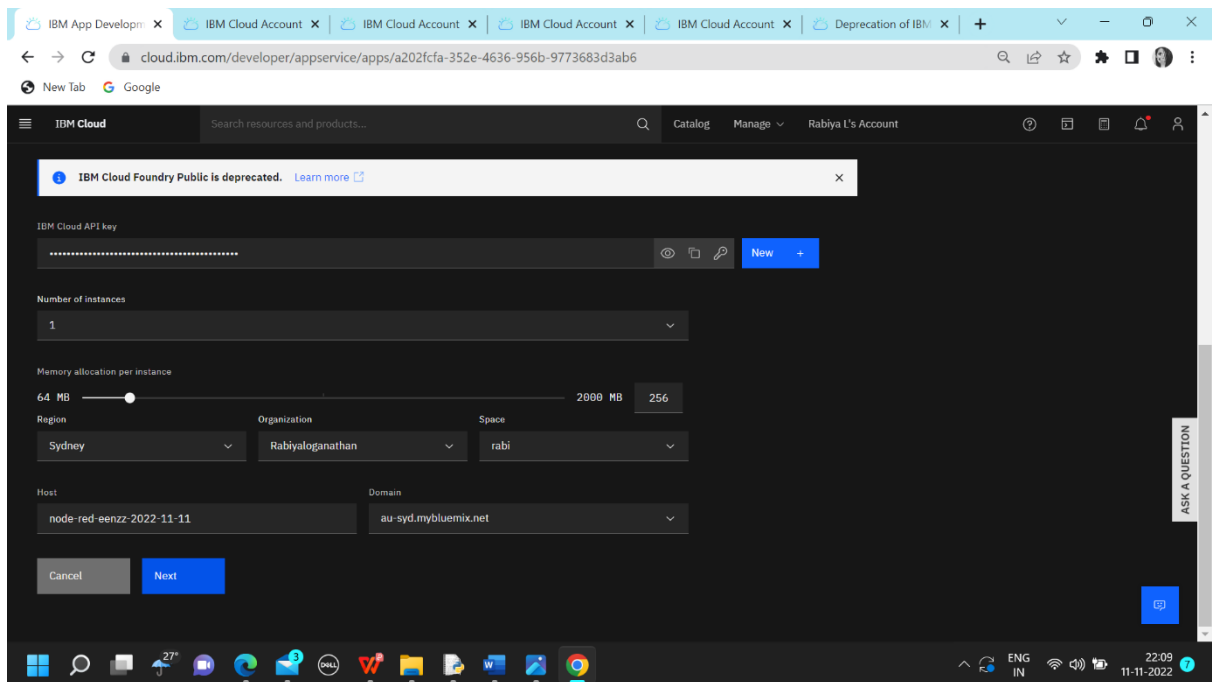 IBM App Developm IBM Cloud Account IBM Cloud Account IBM Cloud Account IBM Cloud Account Deprecation of IBM
cloud.ibm.com/developer/appservice/apps/a202fcfa-352e-4636-956b-9773683d3ab6
New Tab Google
IBM Cloud Search resources and products... Catalog Manage Rabiya L's Account
IBM Cloud Foundry Public is deprecated. Learn more
IBM Cloud API key
New +
Number of instances
1
Memory allocation per instance
64 MB 2000 MB 256
Region Organization Space
Sydney Rabiyaloganathan rabi
Host Domain
node-red-eenzz-2022-11-11 au-syd.mybluemix.net
Cancel Next
ASK A QUESTION
27°
3
DELL
2
ENG
IN
22:09
11-11-2022
7